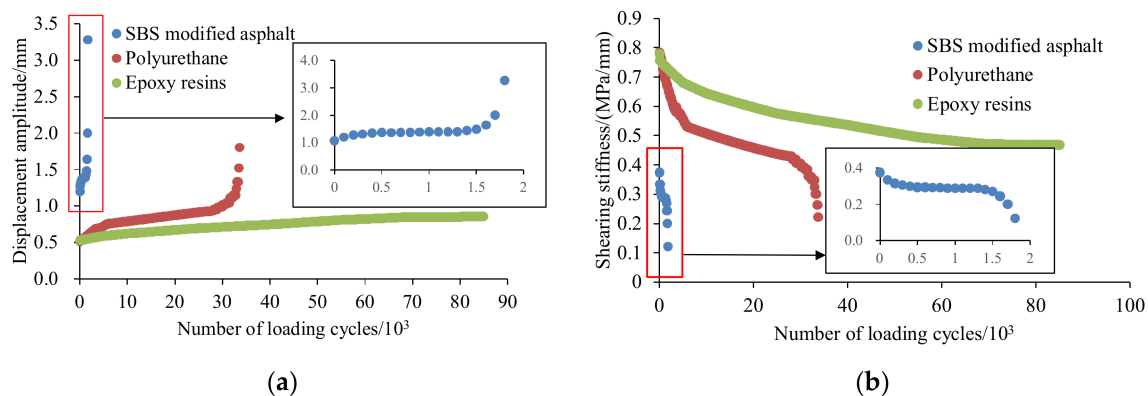 (a)
Displacement amplitude/mm
3.5
3.0
2.5
2.0
1.5
1.0
0.5
0.0
SBS modified asphalt
Polyurethane
Epoxy resins
4.0
3.0
2.0
1.0
0.0
0 0.5 1 1.5 2
0 10 20 30 40 50 60 70 80 90
Number of loading cycles/10³
(a)
Shearing stiffness/(MPa/mm)
0.9
0.8
0.7
0.6
0.5
0.4
0.3
0.2
0.1
0
SBS modified asphalt
Polyurethane
Epoxy resins
0.4
0.2
0.0
0 0.5 1 1.5 2
0 20 40 60 80 100
Number of loading cycles/10³
(b)